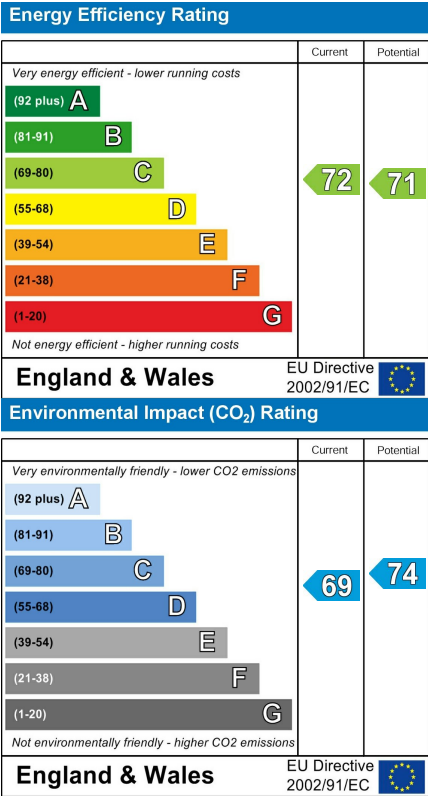 Energy Efficiency Rating
Current Potential
Very energy efficient - lower running costs
(92 plus) A
(81-91) B
(69-80) C
72
71
(55-68) D
(39-54) E
(21-38) F
(1-20) G
Not energy efficient - higher running costs
England & Wales
EU Directive
2002/91/EC
Environmental Impact (CO₂) Rating
Current Potential
Very environmentally friendly - lower CO2 emissions
(92 plus) A
(81-91) B
(69-80) C
69
74
(55-68) D
(39-54) E
(21-38) F
(1-20) G
Not environmentally friendly - higher CO2 emissions
England & Wales
EU Directive
2002/91/EC